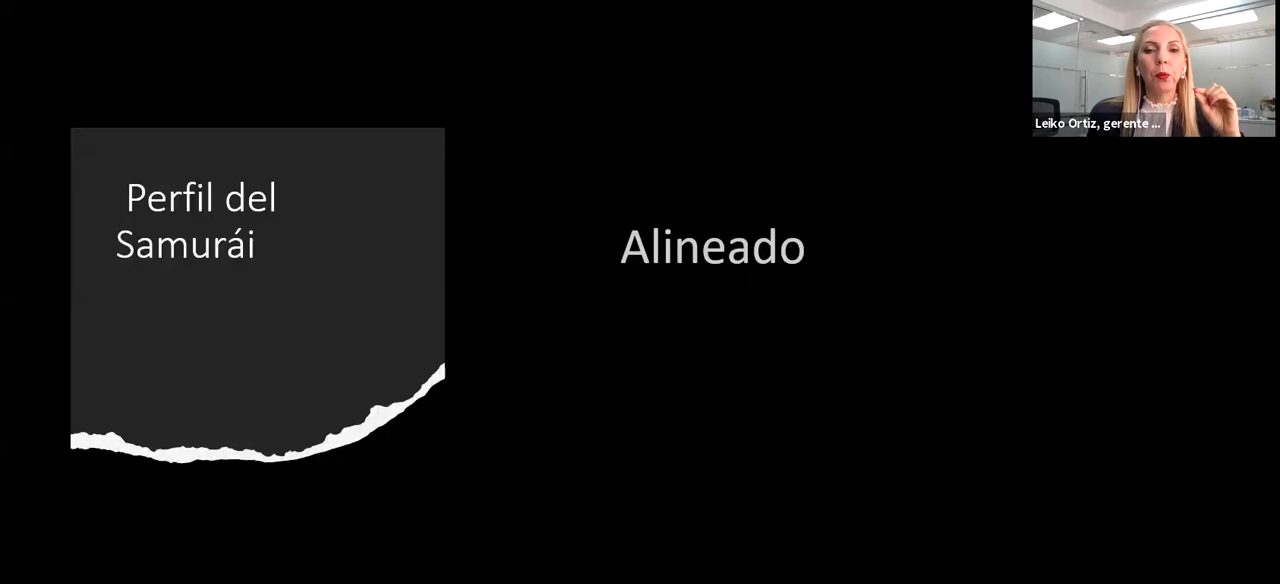 Leiko Ortiz, gerente ...
Perfil del
Samurái
Alineado